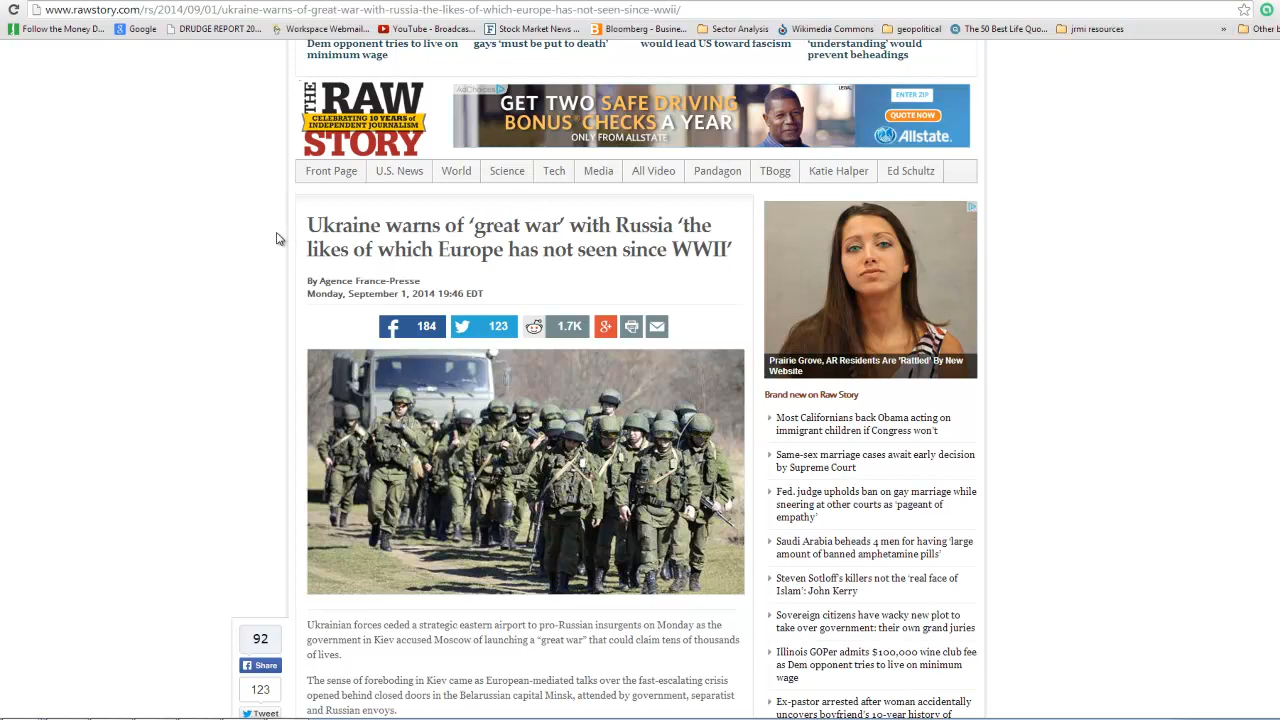 www.rawstory.com/rs/2014/09/01/ukraine-warns-of-great-war-with-russia-the-likes-of-which-europe-has-not-seen-since-wwii/
Follow the Money D... Google DRUDGE REPORT 20... Workspace Webmail... YouTube - Broadcas... Stock Market News ... Bloomberg - Busine... Sector Analysis Wikimedia Commons geopolitical The 50 Best Life Quo... jrmi resources » Other b
Dem opponent tries to live on
minimum wage
gays 'must be put to death'
would lead US toward fascism
'understanding' would
prevent beheadings
THE RAW STORY
CELEBRATING 10 YEARS of
INDEPENDENT JOURNALISM
AdChoices
GET TWO SAFE DRIVING
BONUS® CHECKS A YEAR
ONLY FROM ALLSTATE
LEGAL
ENTER ZIP
QUOTE NOW
Allstate.
Front Page U.S. News World Science Tech Media All Video Pandagon TBogg Katie Halper Ed Schultz
Ukraine warns of 'great war' with Russia 'the
likes of which Europe has not seen since WWII'
By Agence France-Presse
Monday, September 1, 2014 19:46 EDT
184 123 1.7K
Ukrainian forces ceded a strategic eastern airport to pro-Russian insurgents on Monday as the
government in Kiev accused Moscow of launching a "great war" that could claim tens of thousands
of lives.
The sense of foreboding in Kiev came as European-mediated talks over the fast-escalating crisis
opened behind closed doors in the Belarussian capital Minsk, attended by government, separatist
and Russian envoys.
92
Share
123
Tweet
Prairie Grove, AR Residents Are 'Rattled' By New
Website
Brand new on Raw Story
Most Californians back Obama acting on
immigrant children if Congress won't
Same-sex marriage cases await early decision
by Supreme Court
Fed. judge upholds ban on gay marriage while
sneering at other courts as 'pageant of
empathy'
Saudi Arabia beheads 4 men for having 'large
amount of banned amphetamine pills'
Steven Sotloff's killers not the 'real face of
Islam': John Kerry
Sovereign citizens have wacky new plot to
take over government: their own grand juries
Illinois GOPer admits $100,000 wine club fee
as Dem opponent tries to live on minimum
wage
Ex-pastor arrested after woman accidentally
uncovers boyfriend's 10-year history of